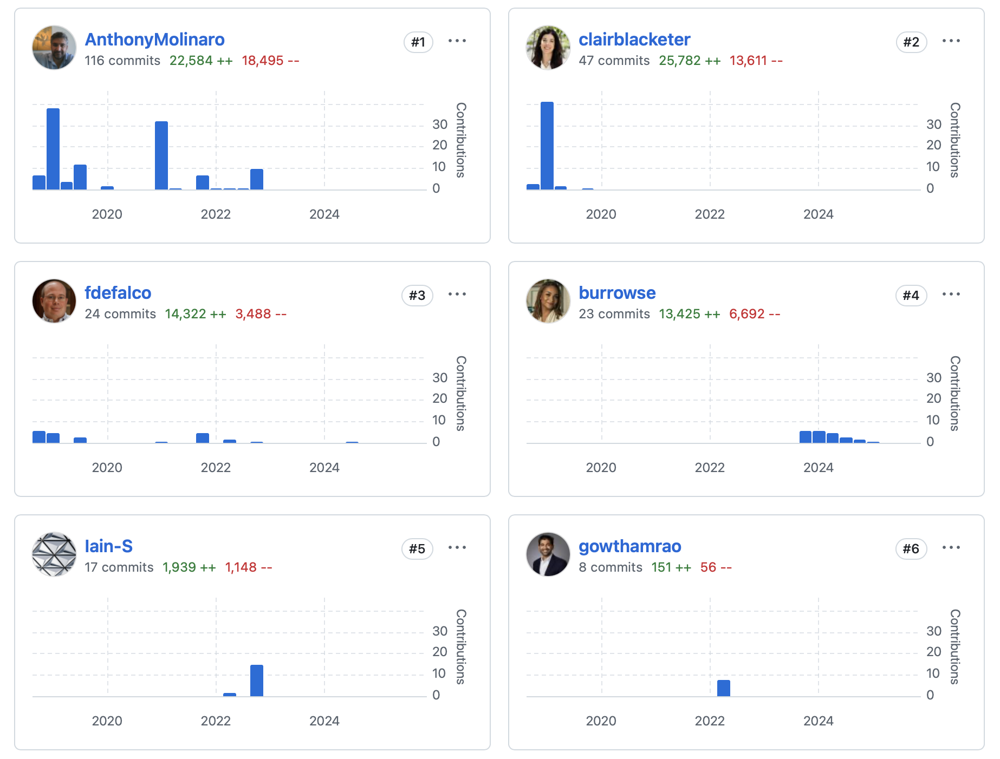 AnthonyMolinaro
#1
116 commits 22,584 ++ 18,495 --
Contributions
30
20
10
0
2020 2022 2024
clairblacketer
#2
47 commits 25,782 ++ 13,611 --
Contributions
30
20
10
0
2020 2022 2024
fdefalco
#3
24 commits 14,322 ++ 3,488 --
Contributions
30
20
10
0
2020 2022 2024
burrowse
#4
23 commits 13,425 ++ 6,692 --
Contributions
30
20
10
0
2020 2022 2024
Iain-S
#5
17 commits 1,939 ++ 1,148 --
Contributions
30
20
10
0
2020 2022 2024
gowthamrao
#6
8 commits 151 ++ 56 --
Contributions
30
20
10
0
2020 2022 2024